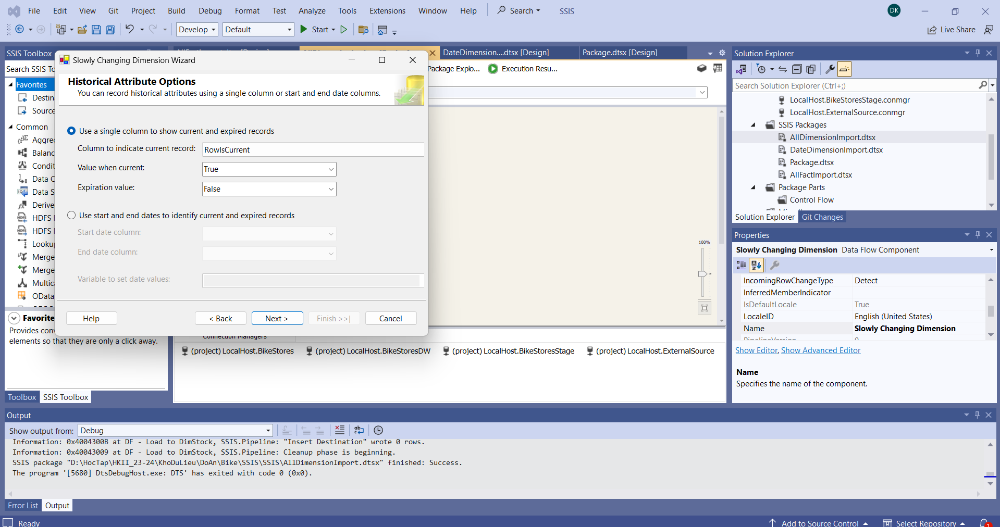 File Edit View Git Project Build Debug Format Test Analyze Tools Extensions Window Help Search SSIS DK
Develop Default Start Live Share
SSIS Toolbox
Search SSIS To
Favorites
Destin
Source
Common
Aggre
Balanc
Condit
Data C
Data S
Derive
HDFS
HDFS
Looku
Merge
Merge
Multic
OData
Favorite
Provides con
elements so that they are only a click away.
Toolbox SSIS Toolbox
DateDimension....dtsx [Design] Package.dtsx [Design]
Package Explo... Execution Resu...
Slowly Changing Dimension Wizard
Historical Attribute Options
You can record historical attributes using a single column or start and end date columns.
Use a single column to show current and expired records
Column to indicate current record: RowIsCurrent
Value when current: True
Expiration value: False
Use start and end dates to identify current and expired records
Start date column:
End date column:
Variable to set date values:
Help < Back Next > Finish >>| Cancel
100%
Connection Managers
(project) LocalHost.BikeStores (project) LocalHost.BikeStoresDW (project) LocalHost.BikeStoresStage (project) LocalHost.ExternalSource
Solution Explorer
Search Solution Explorer (Ctrl+;)
LocalHost.BikeStoresStage.conmgr
LocalHost.ExternalSource.conmgr
SSIS Packages
AllDimensionImport.dtsx
DateDimensionImport.dtsx
Package.dtsx
AllFactImport.dtsx
Package Parts
Control Flow
Solution Explorer Git Changes
Properties
Slowly Changing Dimension Data Flow Component
IncomingRowChangeType Detect
InferredMemberIndicator
IsDefaultLocale True
LocaleID English (United States)
Name Slowly Changing Dimension
PipelineVersion 0
Show Editor, Show Advanced Editor
Name
Specifies the name of the component.
Output
Show output from: Debug
Information: 0x4004300B at DF - Load to DimStock, SSIS.Pipeline: "Insert Destination" wrote 0 rows.
Information: 0x40043009 at DF - Load to DimStock, SSIS.Pipeline: Cleanup phase is beginning.
SSIS package "D:\HocTap\HKII_23-24\KhoDuLieu\DoAn\Bike\SSIS\SSIS\AllDimensionImport.dtsx" finished: Success.
The program '[5680] DtsDebugHost.exe: DTS' has exited with code 0 (0x0).
Error List Output
Ready Add to Source Control Select Repository 1